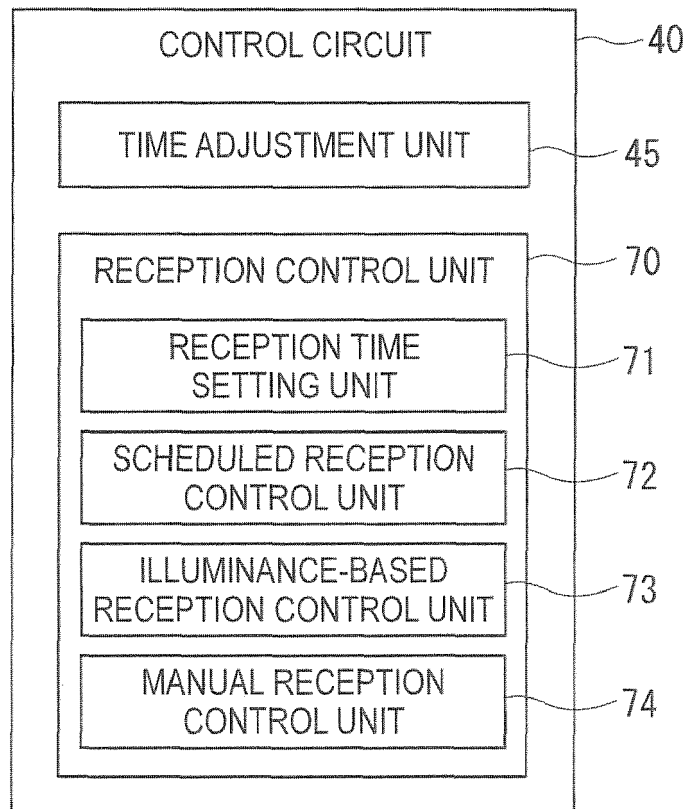 CONTROL CIRCUIT
40
TIME ADJUSTMENT UNIT
45
RECEPTION CONTROL UNIT
70
RECEPTION TIME
SETTING UNIT
71
SCHEDULED RECEPTION
CONTROL UNIT
72
ILLUMINANCE-BASED
RECEPTION CONTROL UNIT
73
MANUAL RECEPTION
CONTROL UNIT
74